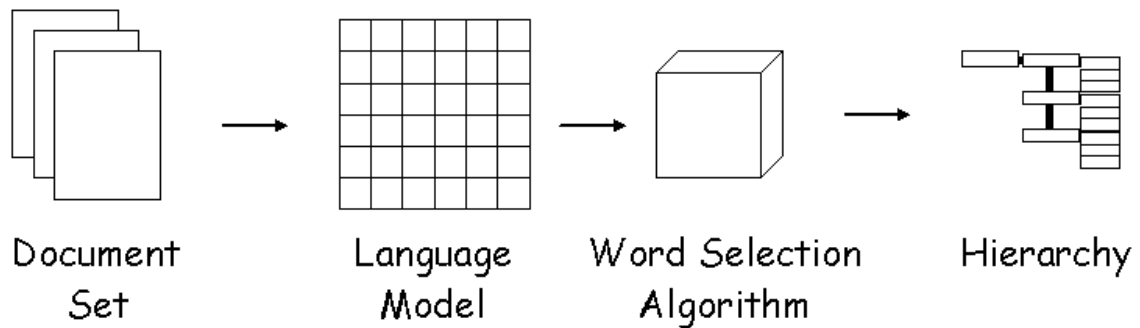 Document
Set
Language
Model
Word Selection
Algorithm
Hierarchy